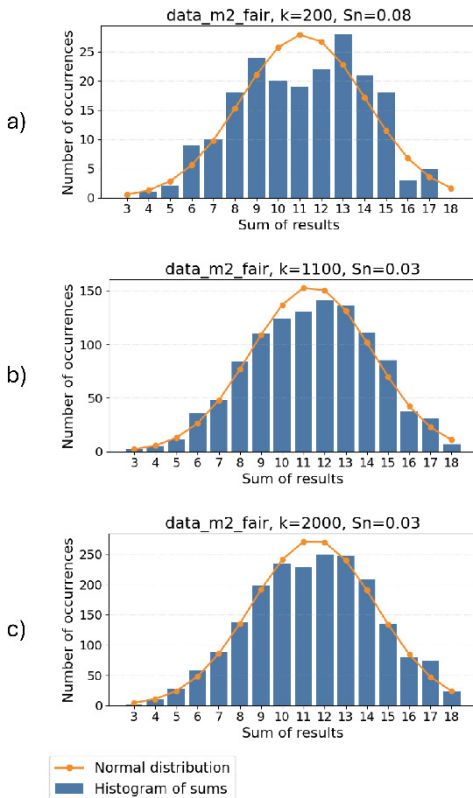 data_m2_fair, k=200, Sn=0.08
a)
Number of occurrences
25
20
15
10
5
0
3 4 5 6 7 8 9 10 11 12 13 14 15 16 17 18
Sum of results
data_m2_fair, k=1100, Sn=0.03
b)
Number of occurrences
150
100
50
0
3 4 5 6 7 8 9 10 11 12 13 14 15 16 17 18
Sum of results
data_m2_fair, k=2000, Sn=0.03
c)
Number of occurrences
250
200
150
100
50
0
3 4 5 6 7 8 9 10 11 12 13 14 15 16 17 18
Sum of results
Normal distribution
Histogram of sums